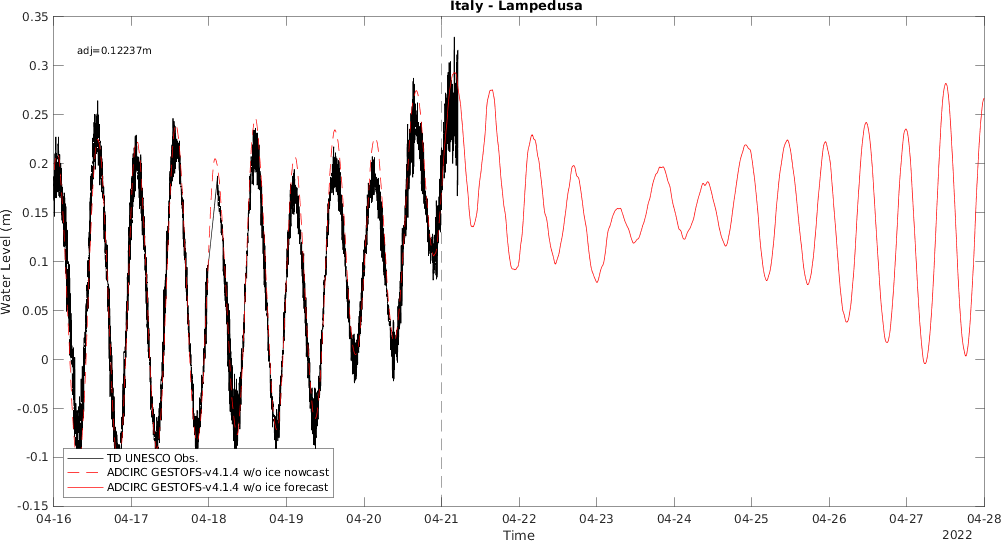 Italy - Lampedusa
0.35
adj=0.12237m
0.3
0.25
0.2
0.15
0.1
0.05
0
-0.05
-0.1
-0.15
Water Level (m)
TD UNESCO Obs.
ADCIRC GESTOFS-v4.1.4 w/o ice nowcast
ADCIRC GESTOFS-v4.1.4 w/o ice forecast
04-16 04-17 04-18 04-19 04-20 04-21 04-22 04-23 04-24 04-25 04-26 04-27 04-28
Time
2022